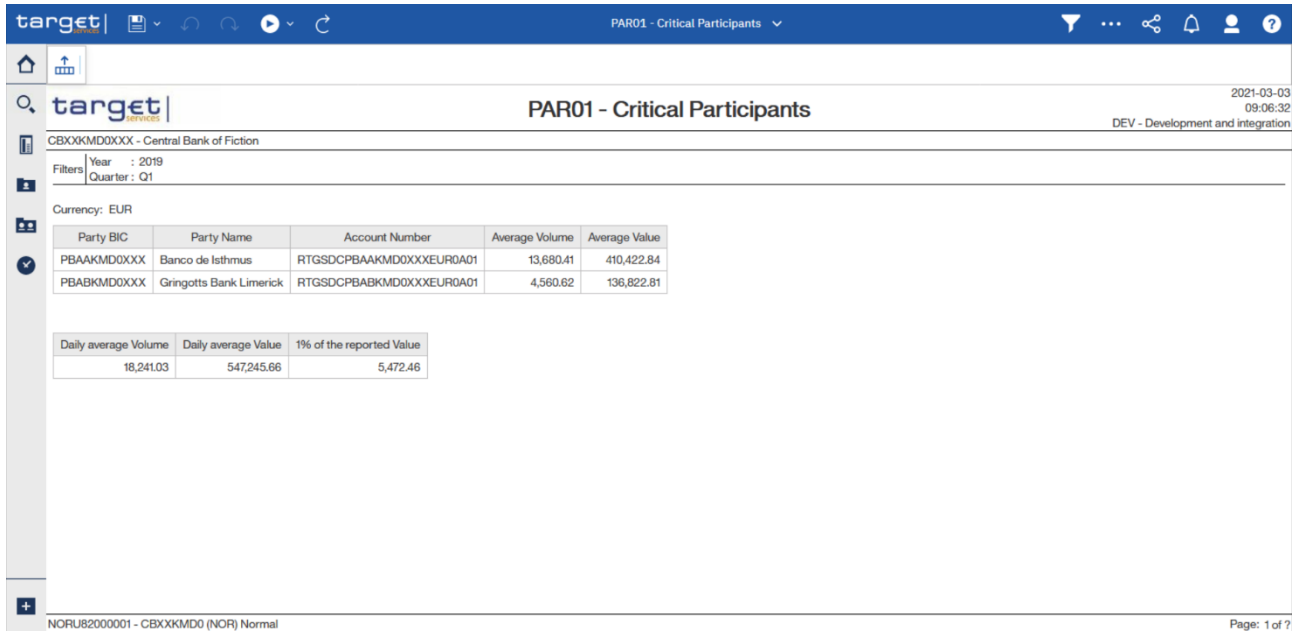 target|
services
PAR01 - Critical Participants
target|
services
PAR01 - Critical Participants
2021-03-03
09:06:32
DEV - Development and integration
CBXXKMD0XXX - Central Bank of Fiction
Filters
Year : 2019
Quarter : Q1
Currency: EUR
Party BIC Party Name Account Number Average Volume Average Value
PBAAKMD0XXX Banco de Isthmus RTGSDCPBAAKMD0XXXEUR0A01 13,680.41 410,422.84
PBABKMD0XXX Gringotts Bank Limerick RTGSDCPBABKMD0XXXEUR0A01 4,560.62 136,822.81
Daily average Volume Daily average Value 1% of the reported Value
18,241.03 547,245.66 5,472.46
NORU82000001 - CBXXKMD0 (NOR) Normal
Page: 1 of ?